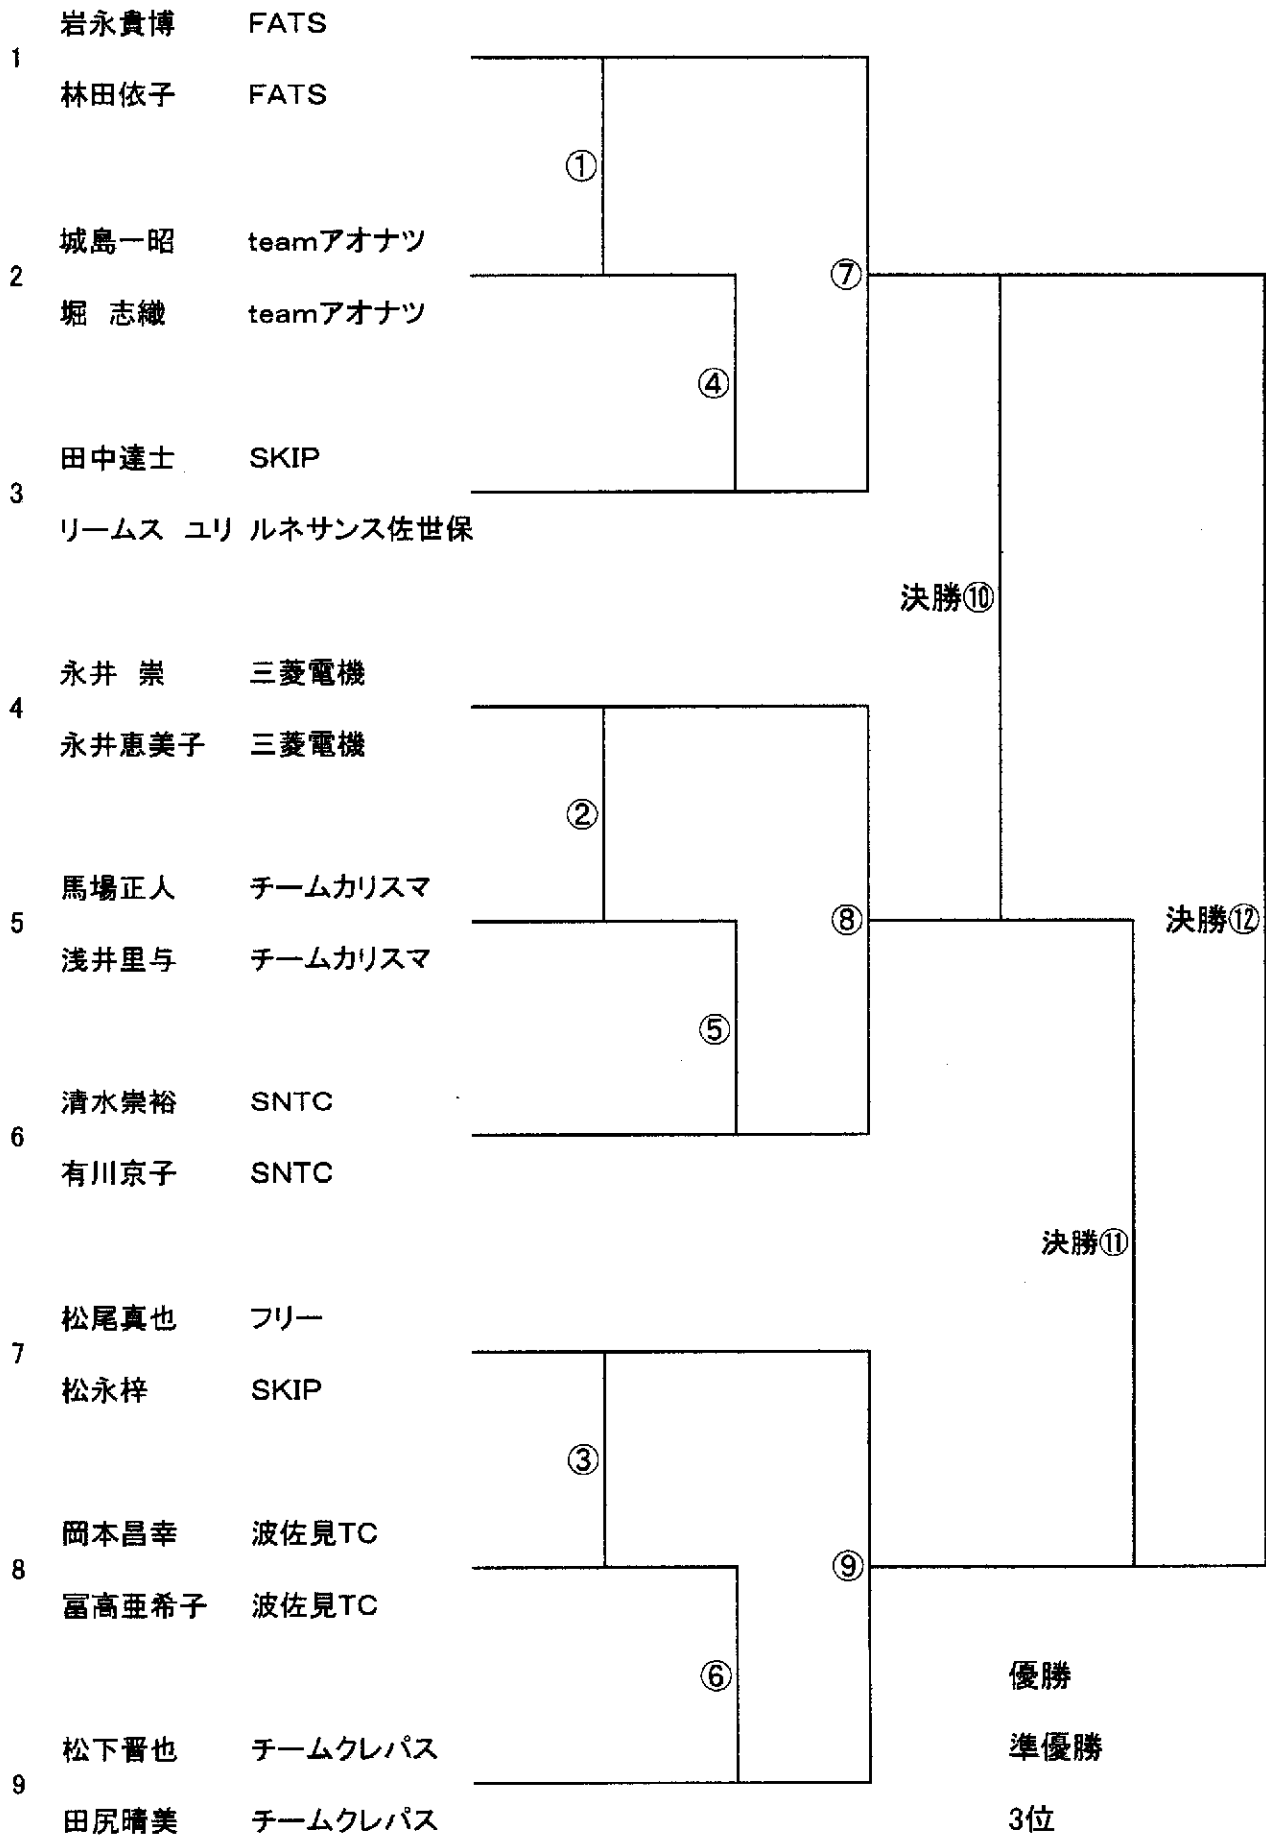 岩永貴博 FATS
1
林田依子 FATS
①
城島一昭 teamアオナツ
2 ⑦
堀 志織 teamアオナツ
④
田中達士 SKIP
3
リームス ユリ ルネサンス佐世保
決勝⑩
永井 崇 三菱電機
4
永井恵美子 三菱電機
②
馬場正人 チームカリスマ
5 ⑧ 決勝⑫
浅井里与 チームカリスマ
⑤
清水崇裕 SNTC
6
有川京子 SNTC
決勝⑪
松尾真也 フリー
7
松永梓 SKIP
③
岡本昌幸 波佐見TC
8 ⑨
冨高亜希子 波佐見TC
⑥ 優勝
松下晋也 チームクレパス 準優勝
9
田尻晴美 チームクレパス 3位